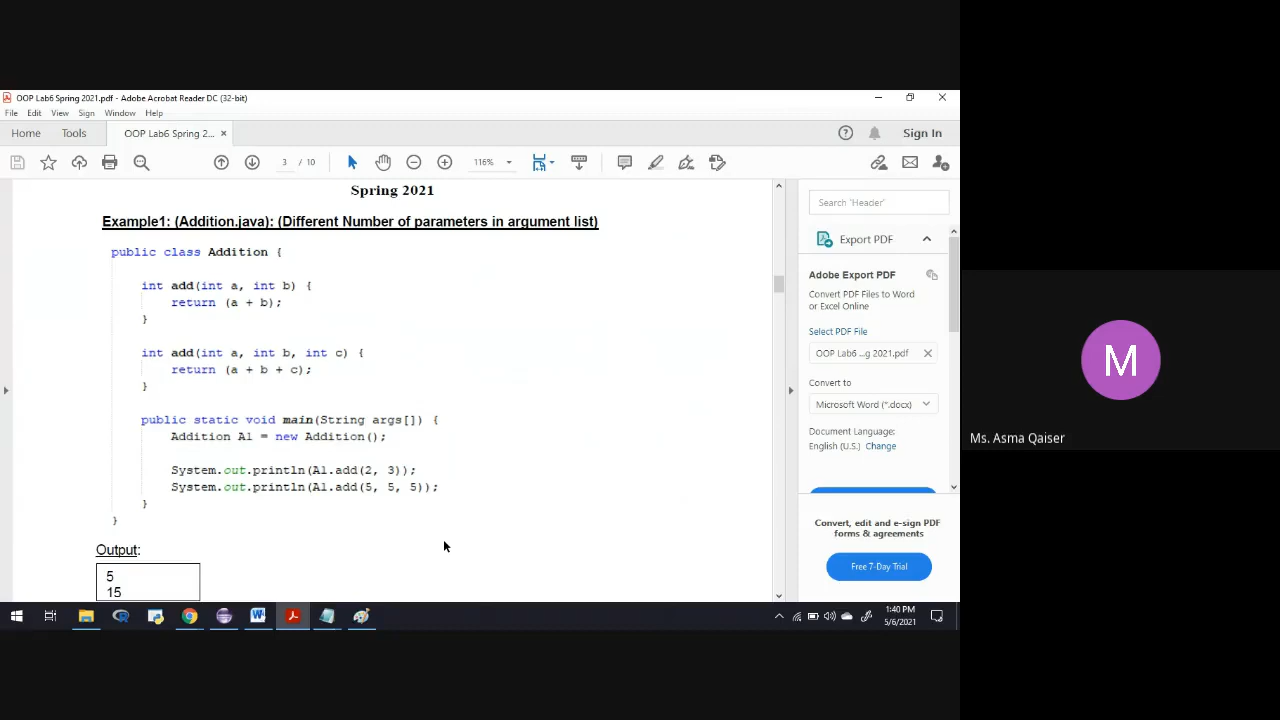 OOP Lab6 Spring 2021.pdf - Adobe Acrobat Reader DC (32-bit)
File Edit View Sign Window Help
Home Tools OOP Lab6 Spring 2... × Sign In
3 / 10 116%
Spring 2021
Example1: (Addition.java): (Different Number of parameters in argument list)
public class Addition {
int add(int a, int b) {
return (a + b);
}
int add(int a, int b, int c) {
return (a + b + c);
}
public static void main(String args[]) {
Addition A1 = new Addition();
System.out.println(A1.add(2, 3));
System.out.println(A1.add(5, 5, 5));
}
}
Output:
5
15
Search 'Header'
Export PDF
Adobe Export PDF
Convert PDF Files to Word
or Excel Online
Select PDF File
OOP Lab6 ...g 2021.pdf
Convert to
Microsoft Word (*.docx)
Document Language:
English (U.S.) Change
Convert, edit and e-sign PDF
forms & agreements
Free 7-Day Trial
1:40 PM
5/6/2021
M
Ms. Asma Qaiser